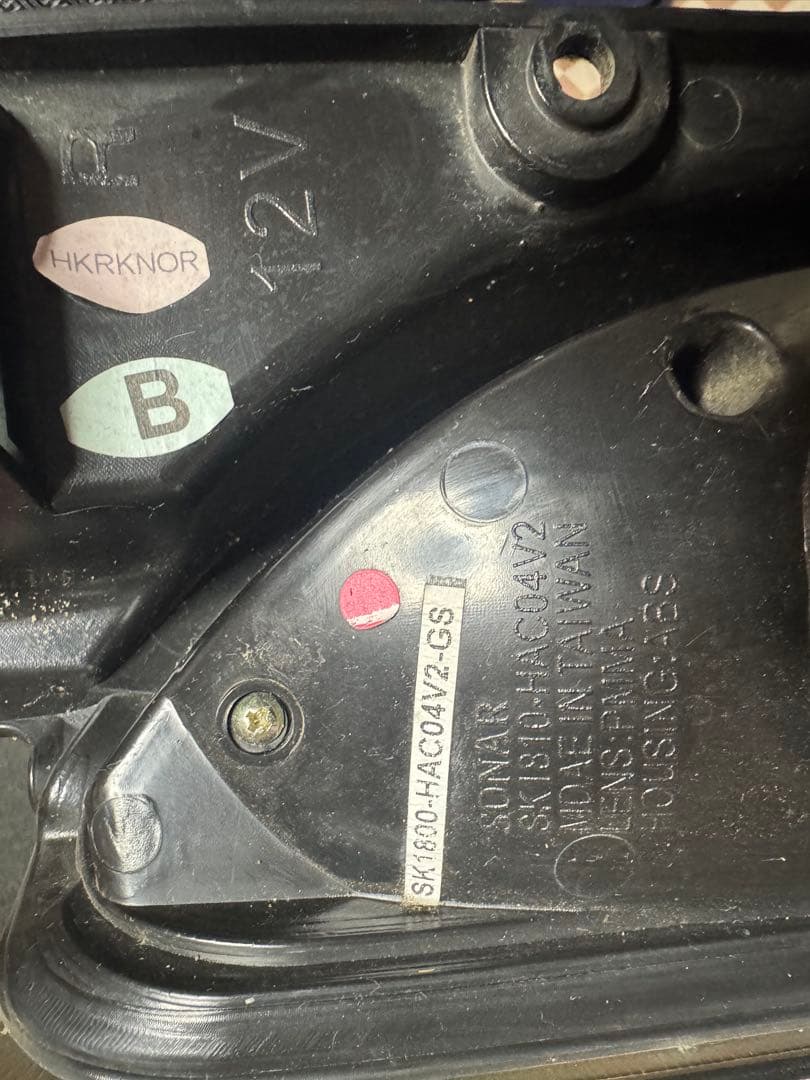 R
12V
HKRKNOR
B
SK1800-HAC04V2-GS
SONAR
SK1810-HAC04V2
MDAE IN TAIWAN
LENS:PMMA
HOUSING:ABS